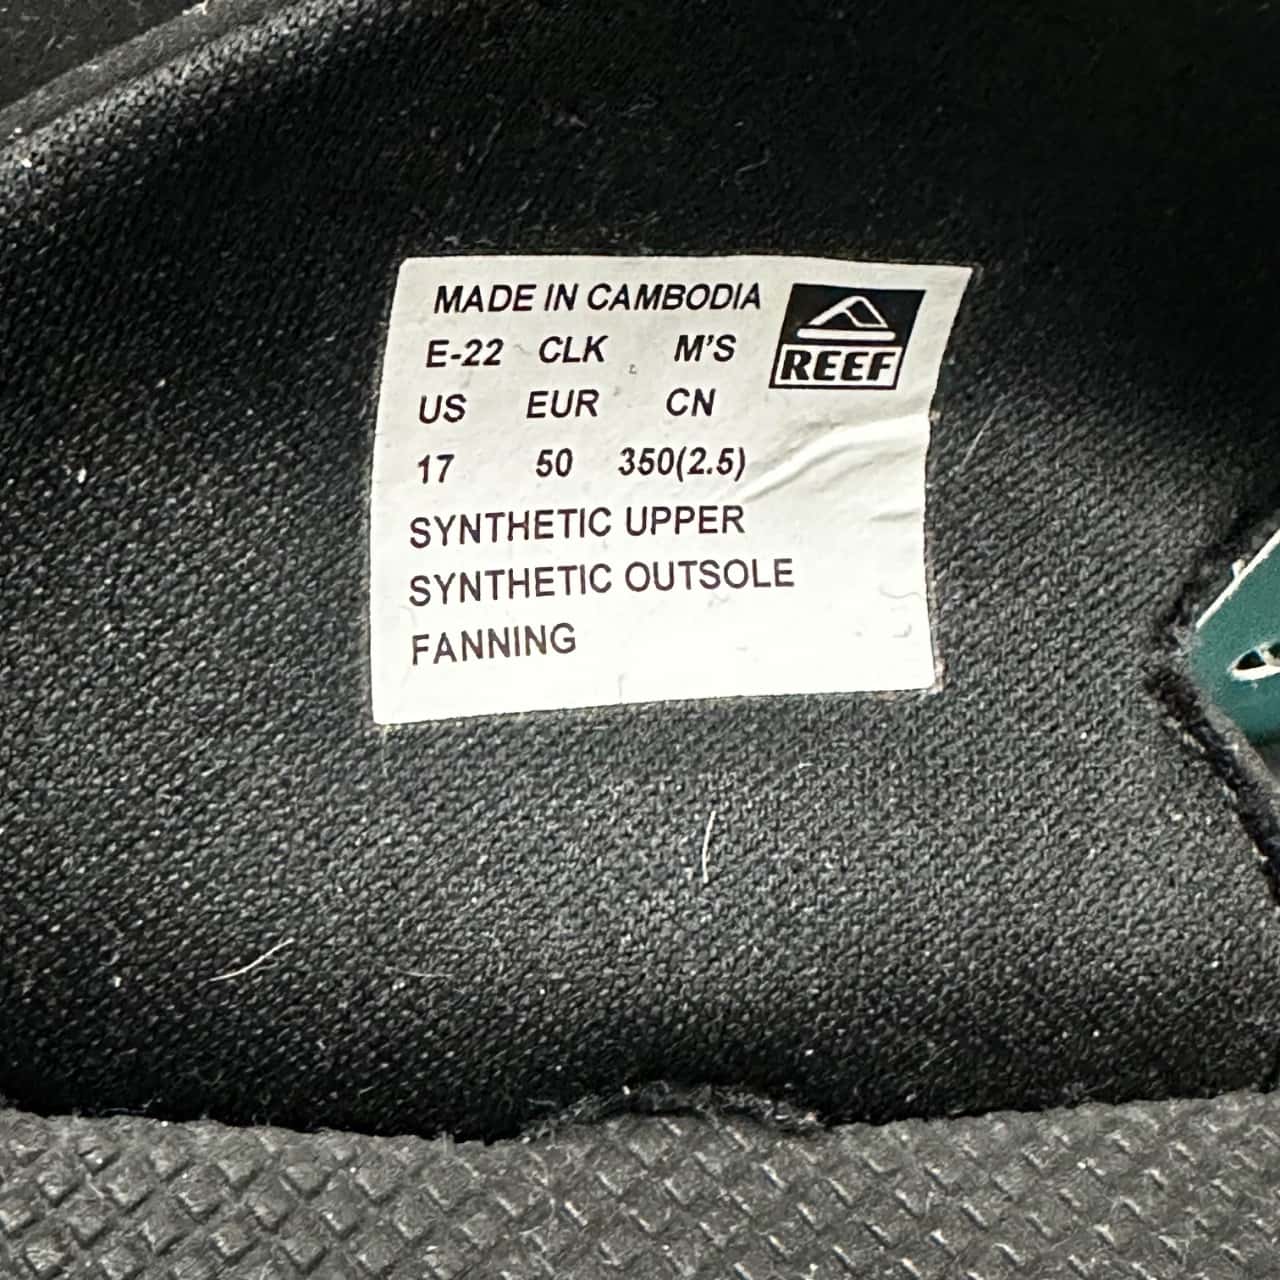 MADE IN CAMBODIA
E-22 CLK M'S
REEF
US EUR CN
17 50 350(2.5)
SYNTHETIC UPPER
SYNTHETIC OUTSOLE
FANNING